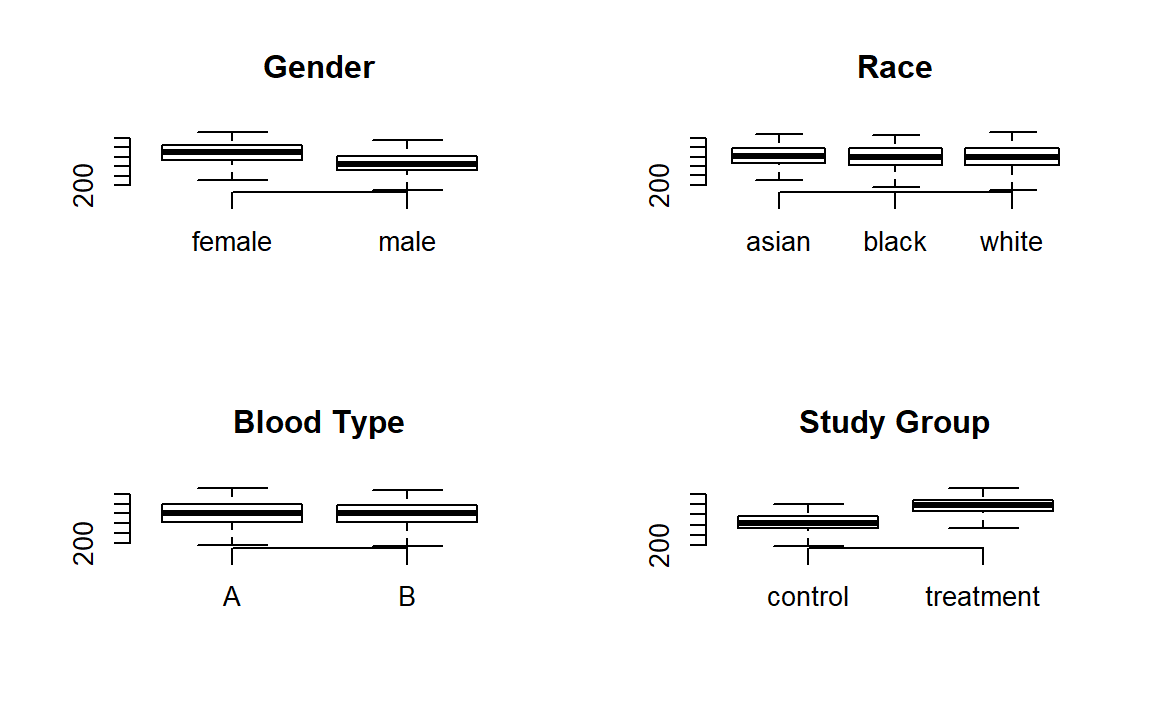 Gender
200
female male
Race
200
asian black white
Blood Type
200
A B
Study Group
200
control treatment